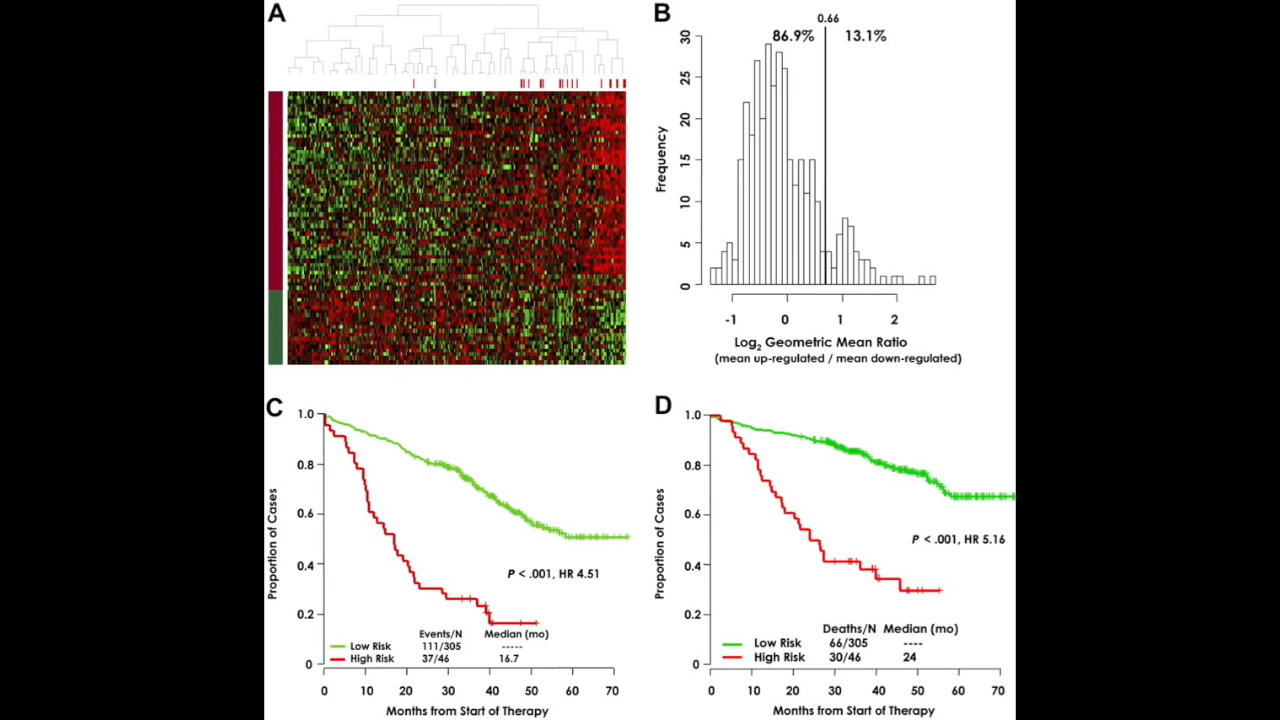 A
B
0.66
86.9%
13.1%
30
25
20
15
10
5
0
Frequency
-1 0 1 2
Log2 Geometric Mean Ratio
(mean up-regulated / mean down-regulated)
C
1.0
0.8
0.6
0.4
0.2
0
Proportion of Cases
P < .001, HR 4.51
Events/N Median (mo)
Low Risk 111/305 -----
High Risk 37/46 16.7
0 10 20 30 40 50 60 70
Months from Start of Therapy
D
1.0
0.8
0.6
0.4
0.2
0
Proportion of Cases
P < .001, HR 5.16
Deaths/N Median (mo)
Low Risk 66/305 ----
High Risk 30/46 24
0 10 20 30 40 50 60 70
Months from Start of Therapy